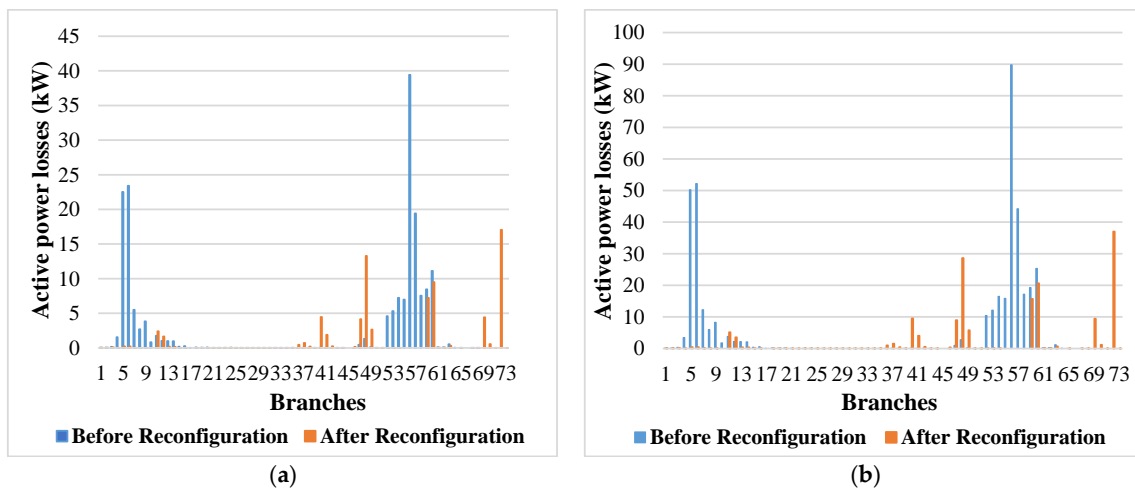 Active power losses (kW)
45
40
35
30
25
20
15
10
5
0
1 5 9 13 17 21 25 29 33 37 41 45 49 53 57 61 65 69 73
Branches
Before Reconfiguration After Reconfiguration
(a)
Active power losses (kW)
100
90
80
70
60
50
40
30
20
10
0
1 5 9 13 17 21 25 29 33 37 41 45 49 53 57 61 65 69 73
Branches
Before Reconfiguration After Reconfiguration
(b)